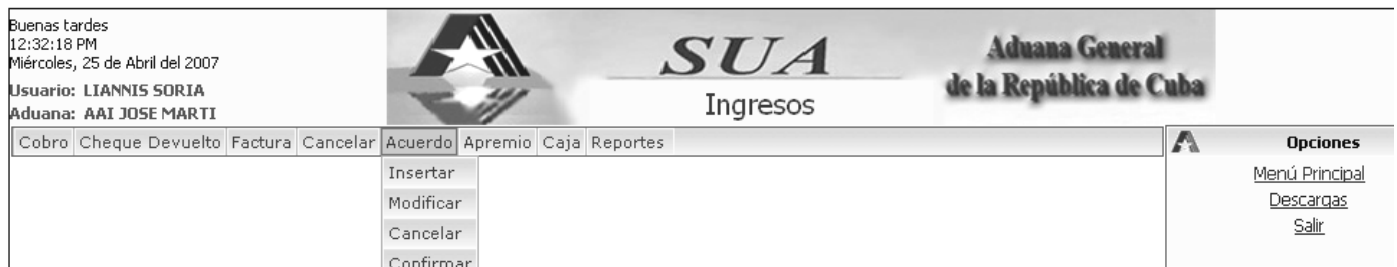 Buenas tardes
12:32:18 PM
Miércoles, 25 de Abril del 2007
Usuario: LIANNIS SORIA
Aduana: AAI JOSE MARTI
SUA
Ingresos
Aduana General
de la República de Cuba
Cobro Cheque Devuelto Factura Cancelar Acuerdo Apremio Caja Reportes
Insertar
Modificar
Cancelar
Confirmar
Opciones
Menú Principal
Descargas
Salir